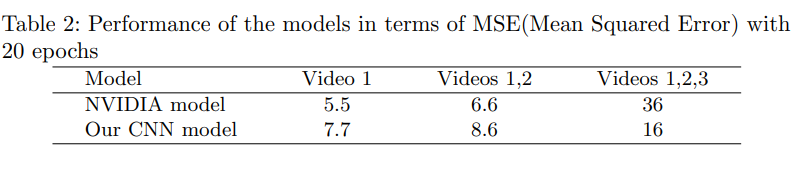 Table 2: Performance of the models in terms of MSE(Mean Squared Error) with
20 epochs
Model Video 1 Videos 1,2 Videos 1,2,3
NVIDIA model 5.5 6.6 36
Our CNN model 7.7 8.6 16